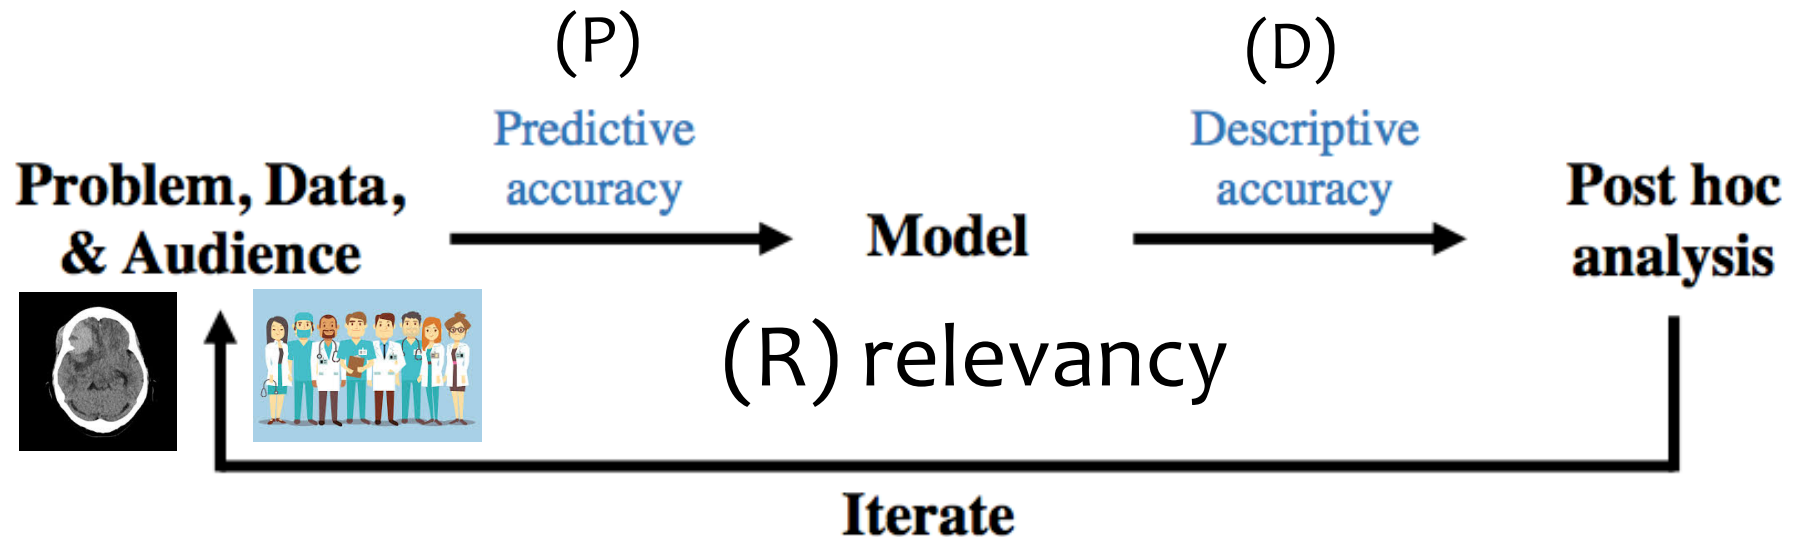 (P)
(D)
Predictive
accuracy
Descriptive
accuracy
Problem, Data,
& Audience
Model
Post hoc
analysis
(R) relevancy
Iterate